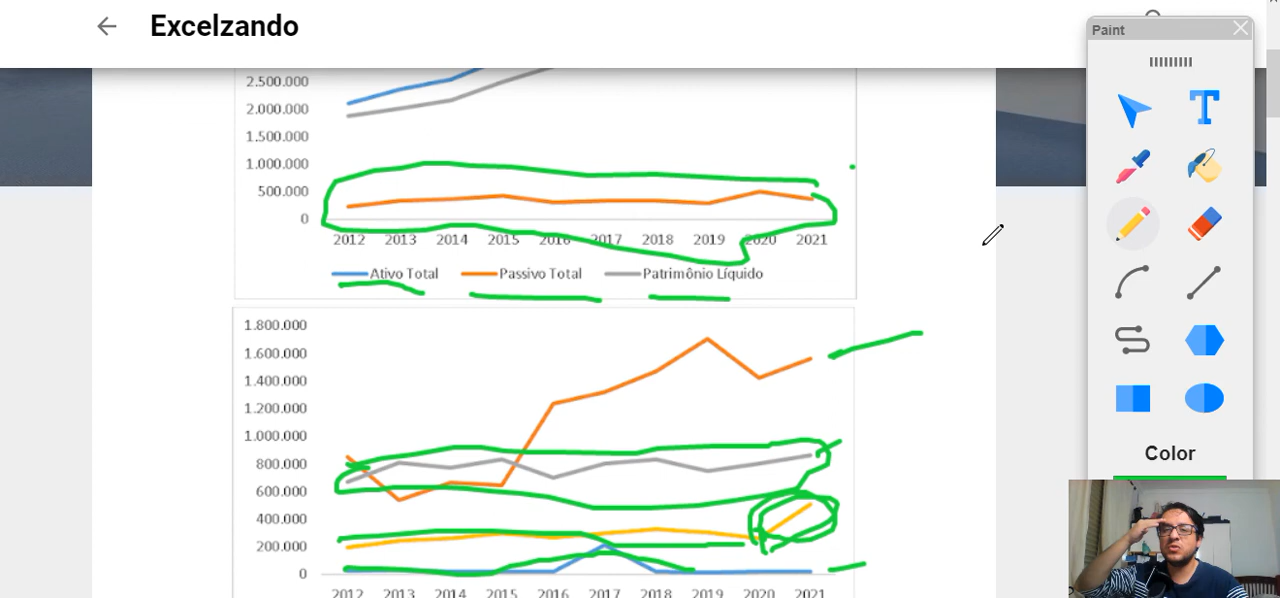 Excelzando
Paint
2.500.000
2.000.000
1.500.000
1.000.000
500.000
0
2012 2013 2014 2015 2016 2017 2018 2019 2020 2021
Ativo Total Passivo Total Patrimônio Líquido
1.800.000
1.600.000
1.400.000
1.200.000
1.000.000
800.000
600.000
400.000
200.000
0
2012 2013 2014 2015 2016 2017 2018 2019 2020 2021
T
Color